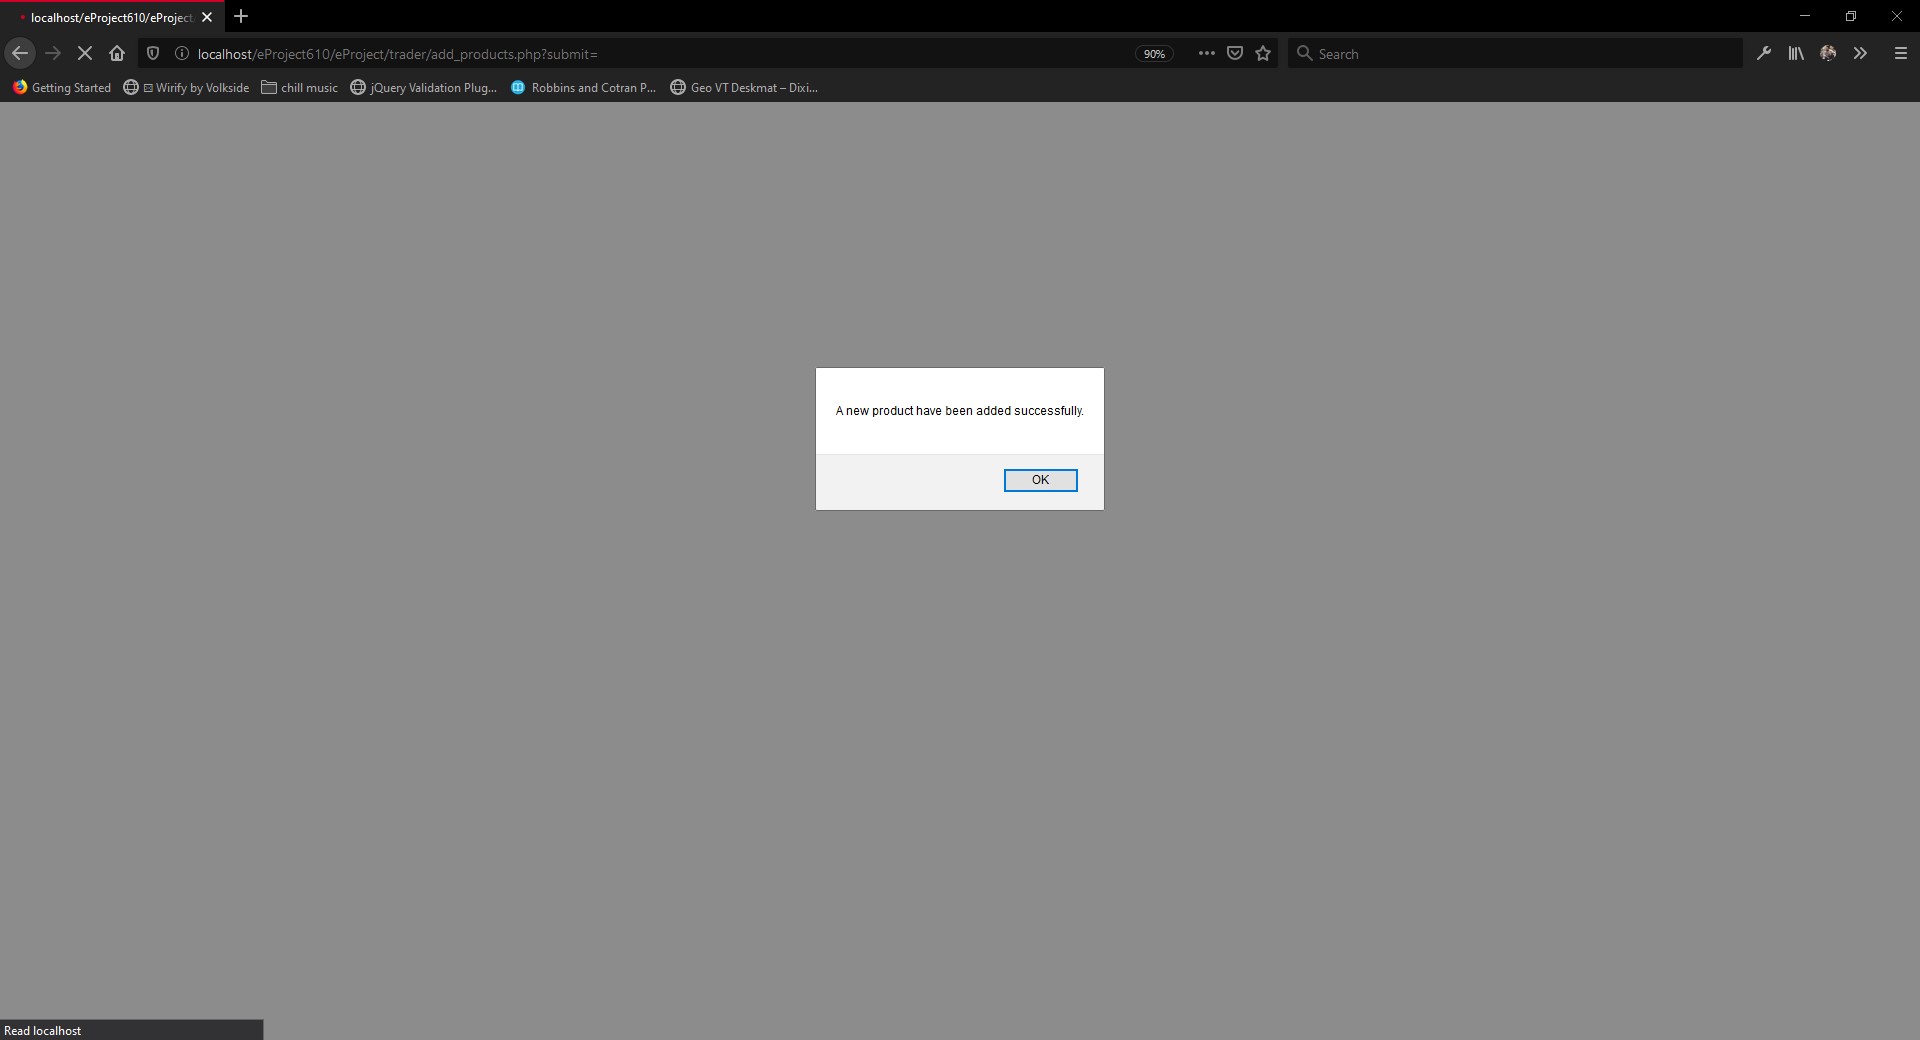 localhost/eProject610/eProject
localhost/eProject610/eProject/trader/add_products.php?submit=
90%
Search
Getting Started
Wirify by Volkside
chill music
jQuery Validation Plug...
Robbins and Cotran P...
Geo VT Deskmat – Dixi...
A new product have been added successfully.
OK
Read localhost